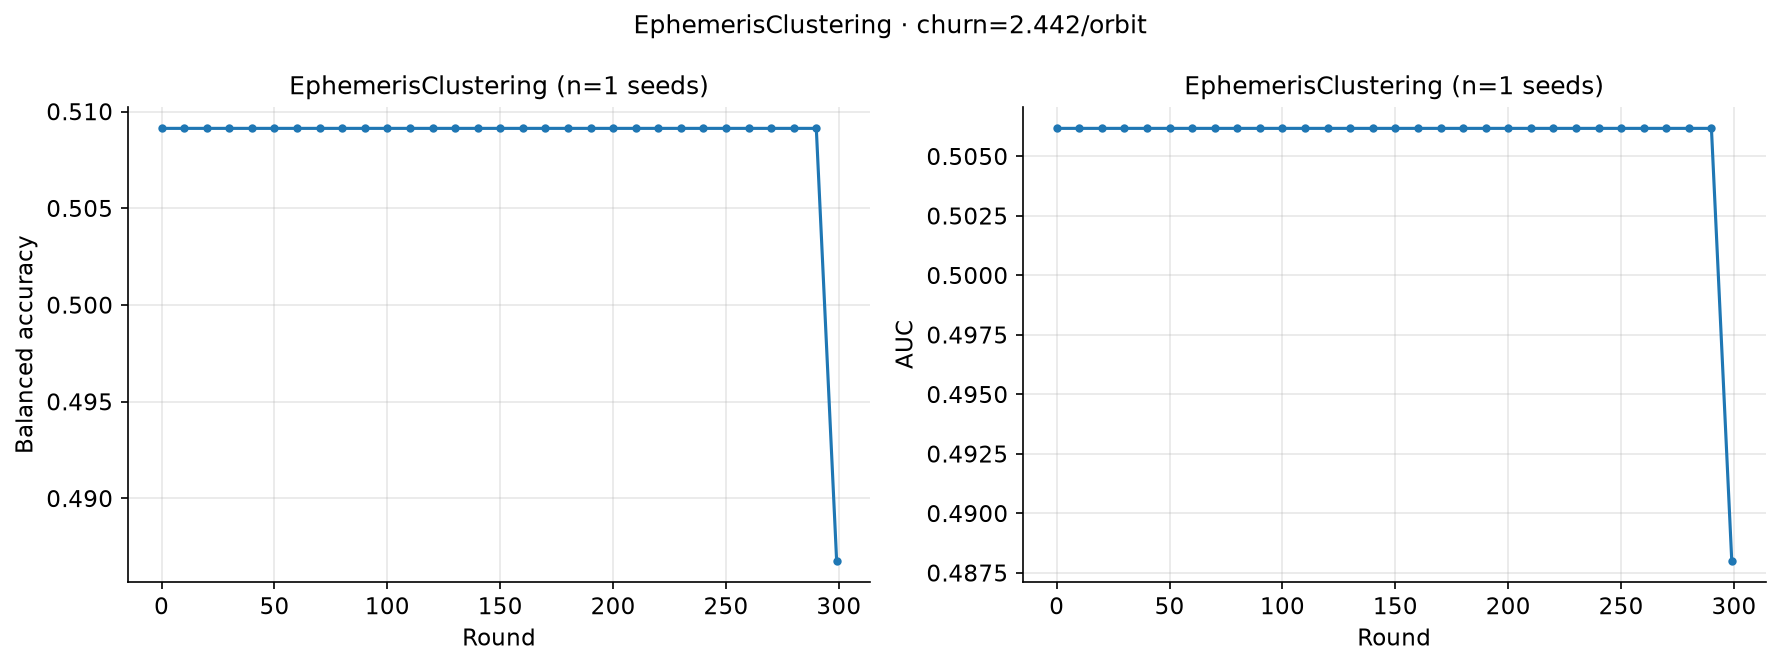 EphemerisClustering · churn=2.442/orbit
EphemerisClustering (n=1 seeds)
0.510
0.505
0.500
0.495
0.490
Balanced accuracy
0 50 100 150 200 250 300
Round
EphemerisClustering (n=1 seeds)
0.5050
0.5025
0.5000
0.4975
0.4950
0.4925
0.4900
0.4875
AUC
0 50 100 150 200 250 300
Round